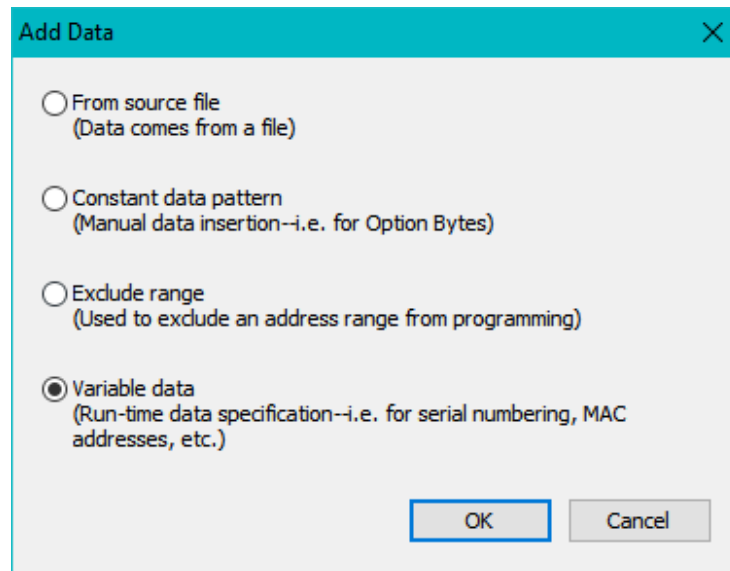 Add Data
From source file
(Data comes from a file)
Constant data pattern
(Manual data insertion--i.e. for Option Bytes)
Exclude range
(Used to exclude an address range from programming)
Variable data
(Run-time data specification--i.e. for serial numbering, MAC
addresses, etc.)
OK Cancel